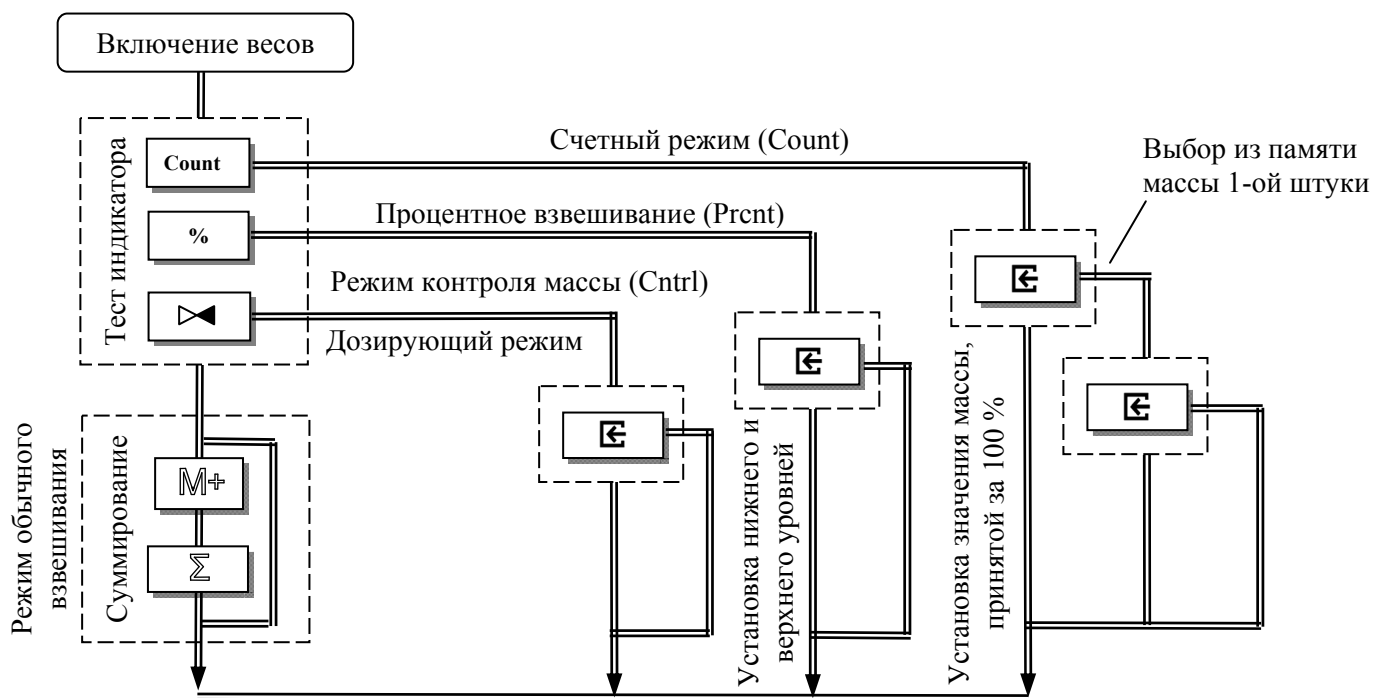 Включение весов
Тест индикатора
Count
%
Счетный режим (Count)
Процентное взвешивание (Prcnt)
Режим контроля массы (Cntrl)
Дозирующий режим
Выбор из памяти
массы 1-ой штуки
Режим обычного
взвешивания
Суммирование
M+
Σ
Установка нижнего и
верхнего уровней
Установка значения массы,
принятой за 100 %